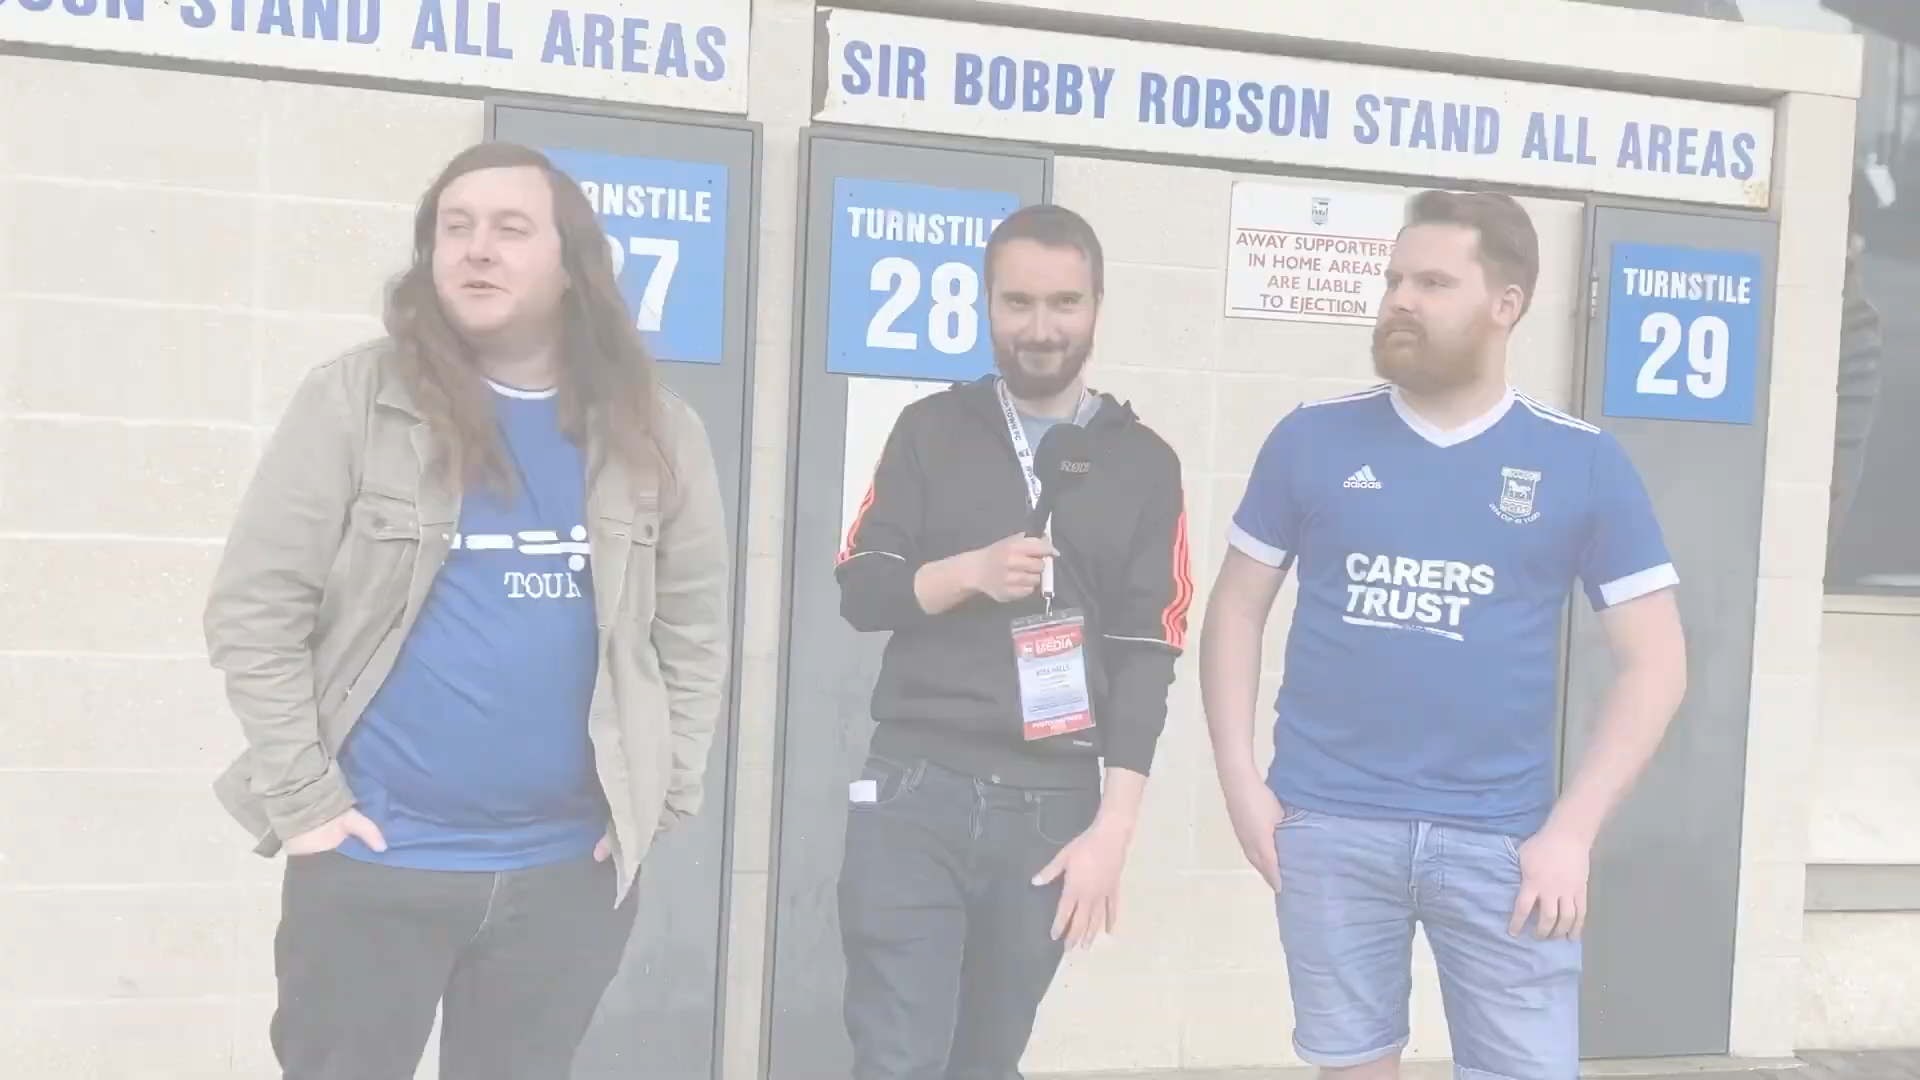 STAND ALL AREAS
SIR BOBBY ROBSON STAND ALL AREAS
TURNSTILE
28
AWAY SUPPORTERS
IN HOME AREAS
ARE LIABLE
TO EJECTION
TURNSTILE
29
TOUR
adidas
CARERS
TRUST
RØDE
MEDIA